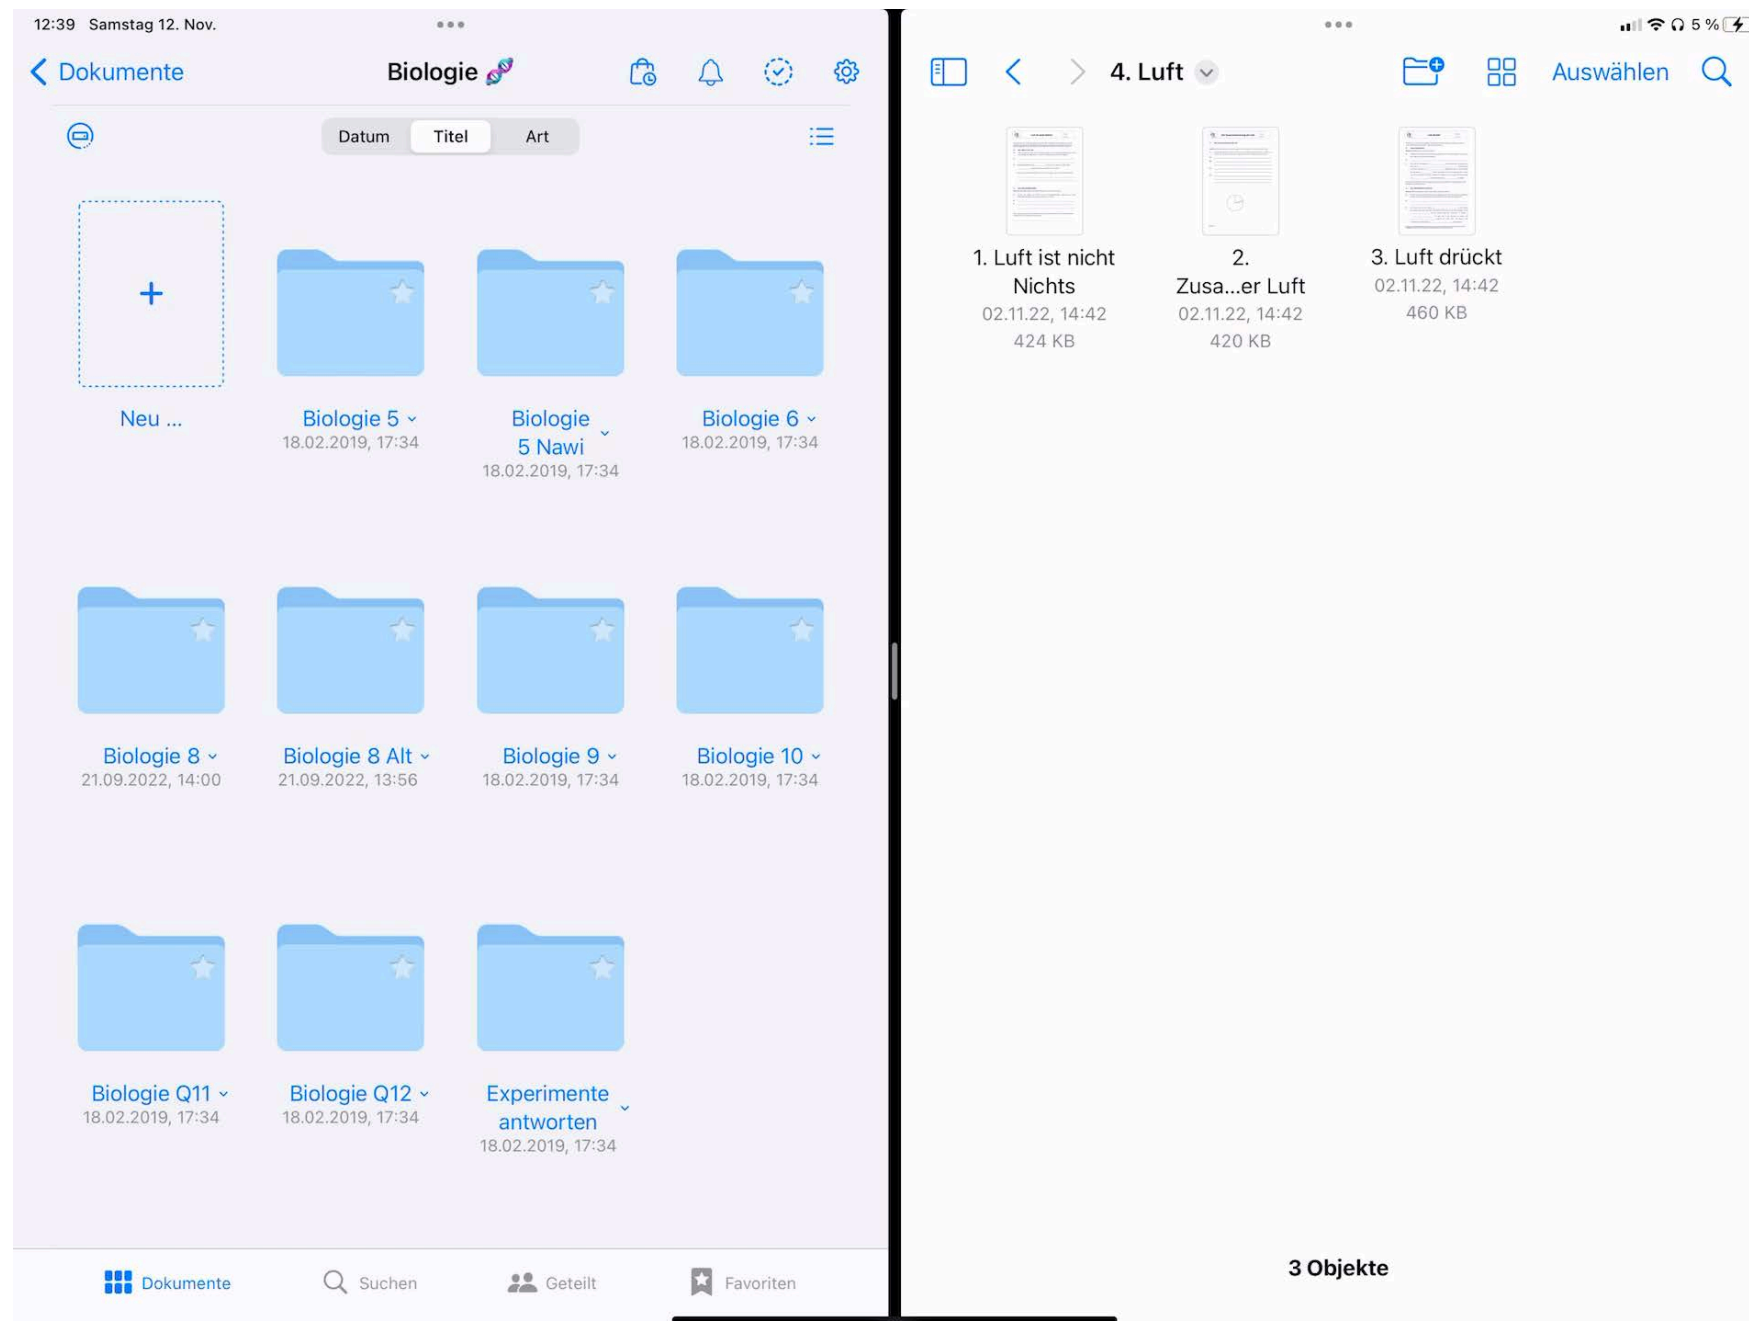 12:39 Samstag 12. Nov.
5 %
Dokumente
Biologie 🧬
Datum
Titel
Art
Neu ...
Biologie 5
18.02.2019, 17:34
Biologie
5 Nawi
18.02.2019, 17:34
Biologie 6
18.02.2019, 17:34
Biologie 8
21.09.2022, 14:00
Biologie 8 Alt
21.09.2022, 13:56
Biologie 9
18.02.2019, 17:34
Biologie 10
18.02.2019, 17:34
Biologie Q11
18.02.2019, 17:34
Biologie Q12
18.02.2019, 17:34
Experimente
antworten
18.02.2019, 17:34
Dokumente
Suchen
Geteilt
Favoriten
4. Luft
Auswählen
1. Luft ist nicht
Nichts
02.11.22, 14:42
424 KB
2.
Zusa...er Luft
02.11.22, 14:42
420 KB
3. Luft drückt
02.11.22, 14:42
460 KB
3 Objekte